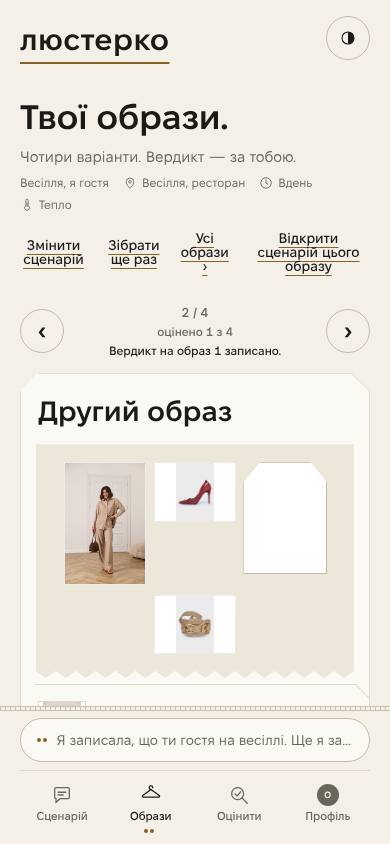 люстерко
Твої образи.
Чотири варіанти. Вердикт — за тобою.
Весілля, я гостя Весілля, ресторан Вдень
Тепло
Змінити сценарій
Зібрати ще раз
Усі образи ›
Відкрити сценарій цього образу
2 / 4
‹ ›
оцінено 1 з 4
Вердикт на образ 1 записано.
Другий образ
Я записала, що ти гостя на весіллі. Ще я за...
Сценарій Образи Оцінити О Профіль